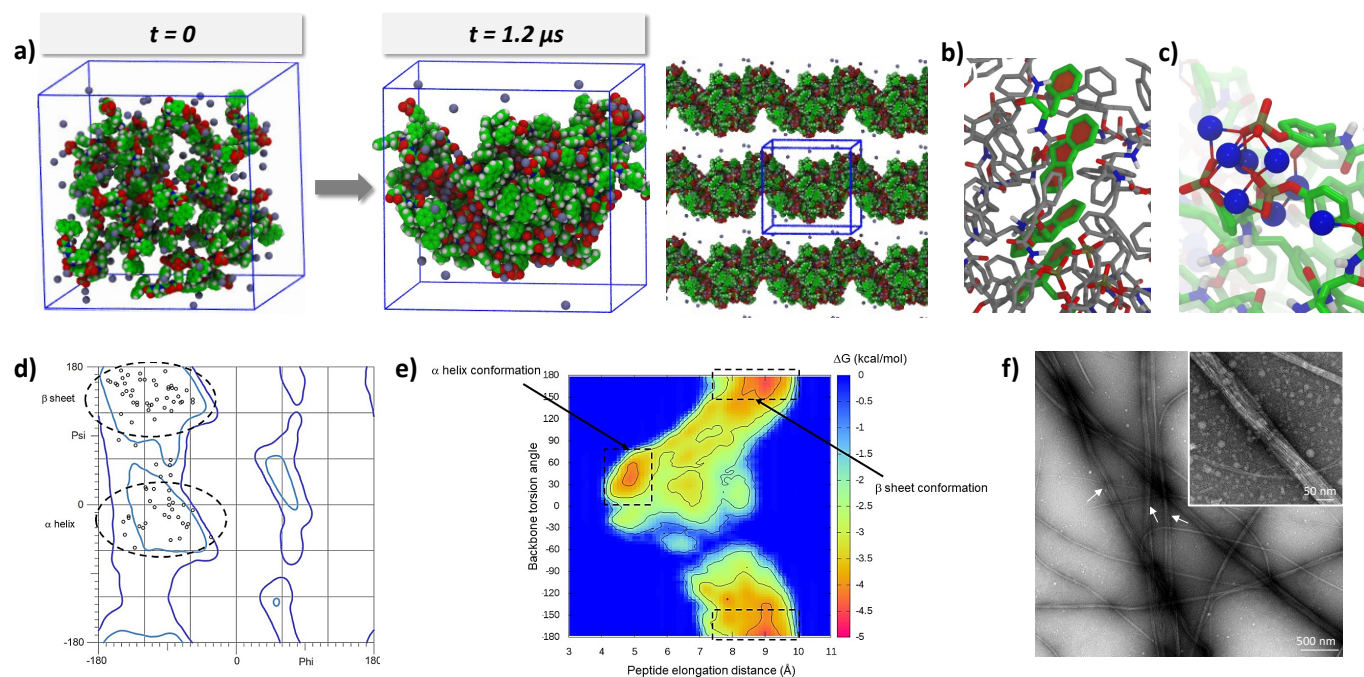 a)
t = 0
t = 1.2 µs
b)
c)
d)
180
β sheet
Psi
0
α helix
-180
-180
0
Phi
180
e)
α helix conformation
ΔG (kcal/mol)
180
150
120
90
60
30
0
-30
-60
-90
-120
-150
-180
Backbone torsion angle
β sheet conformation
3
4
5
6
7
8
9
10
11
Peptide elongation distance (Å)
0
-0.5
-1
-1.5
-2
-2.5
-3
-3.5
-4
-4.5
-5
f)
50 nm
500 nm